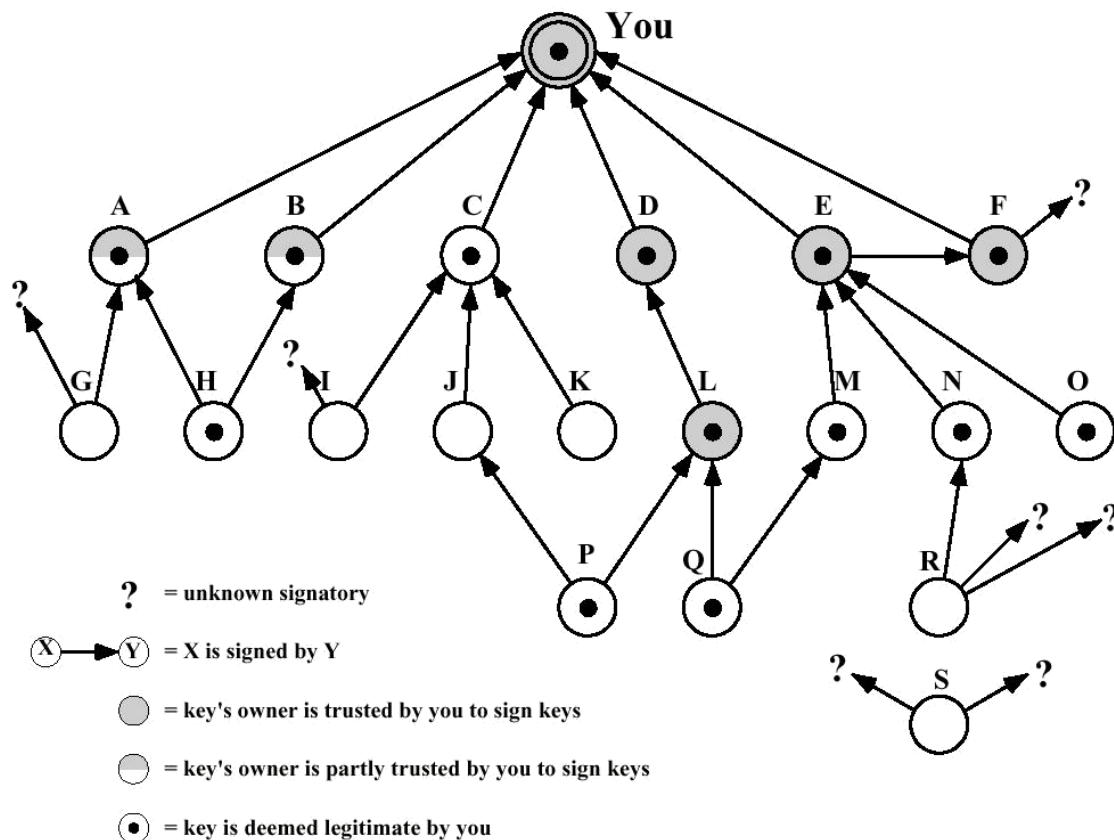 You
A B C D E F ?
?
G H ? I J K L M N O
P Q R ? ?
? = unknown signatory
X Y = X is signed by Y
? S ?
= key's owner is trusted by you to sign keys
= key's owner is partly trusted by you to sign keys
= key is deemed legitimate by you